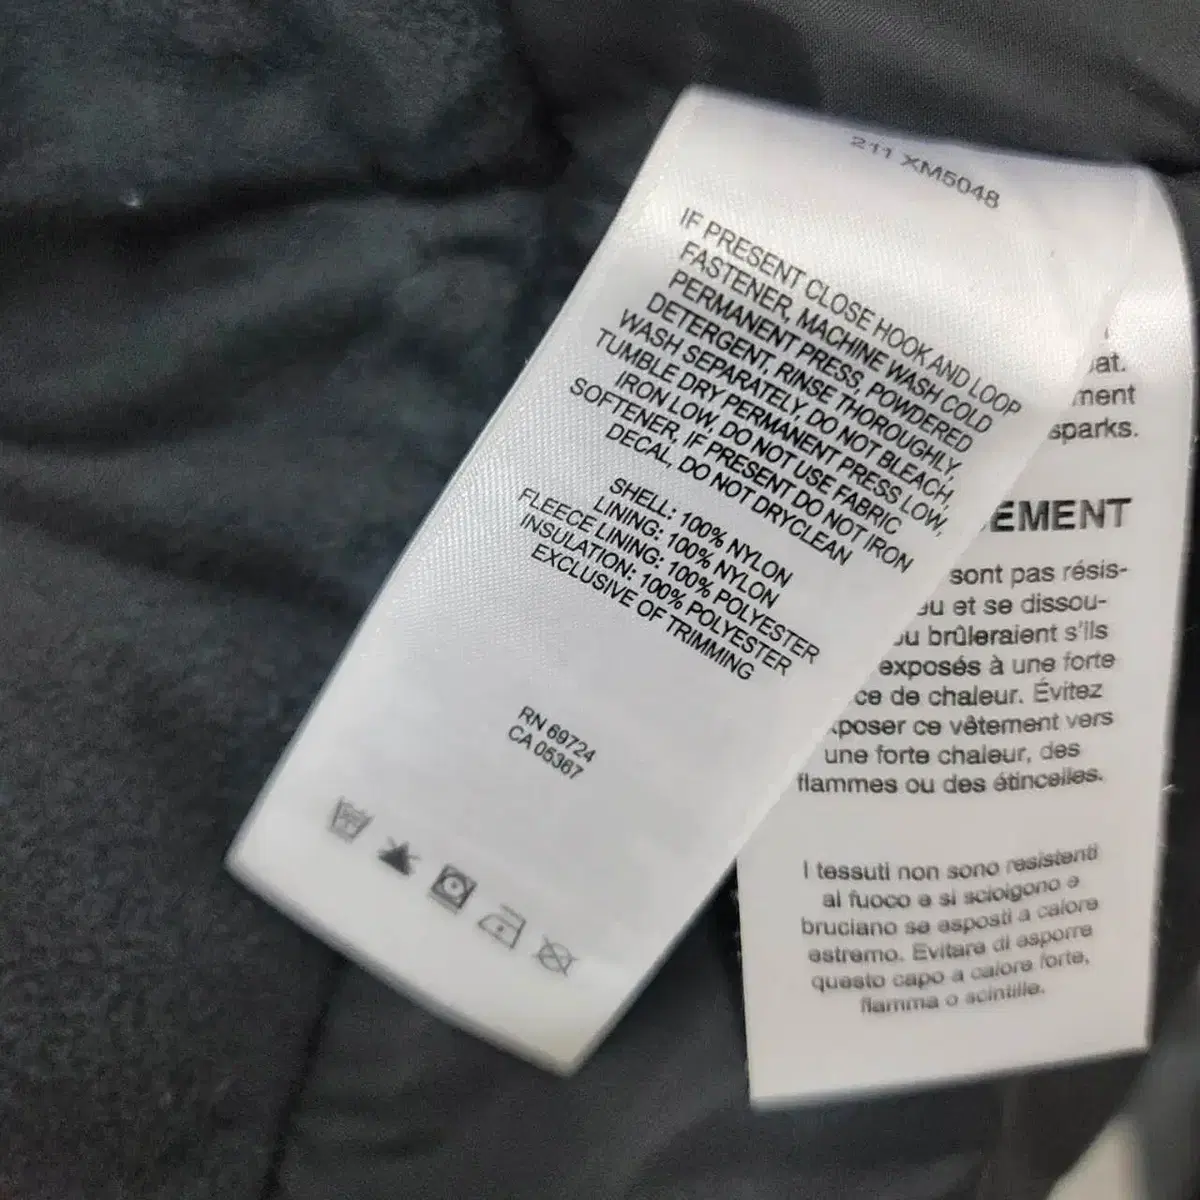 211 XM5048
IF PRESENT CLOSE HOOK AND LOOP
FASTENER, MACHINE WASH COLD
PERMANENT PRESS, POWDERED
DETERGENT, RINSE THOROUGHLY,
WASH SEPARATELY, DO NOT BLEACH,
TUMBLE DRY PERMANENT PRESS LOW,
IRON LOW, DO NOT USE FABRIC
SOFTENER, IF PRESENT DO NOT IRON
DECAL, DO NOT DRYCLEAN
SHELL: 100% NYLON
LINING: 100% NYLON
FLEECE LINING: 100% POLYESTER
INSULATION: 100% POLYESTER
EXCLUSIVE OF TRIMMING
RN 69724
CA 05367
at.
ment
sparks.
EMENT
sont pas résis-
eu et se dissou-
ou brûleraient s'ils
exposés à une forte
ce de chaleur. Évitez
poser ce vêtement vers
une forte chaleur, des
flammes ou des étincelles.
I tessuti non sono resistenti
al fuoco e si sciolgono e
bruciano se esposti a calore
estremo. Evitare di esporre
questo capo a calore forte,
fiamma o scintille.